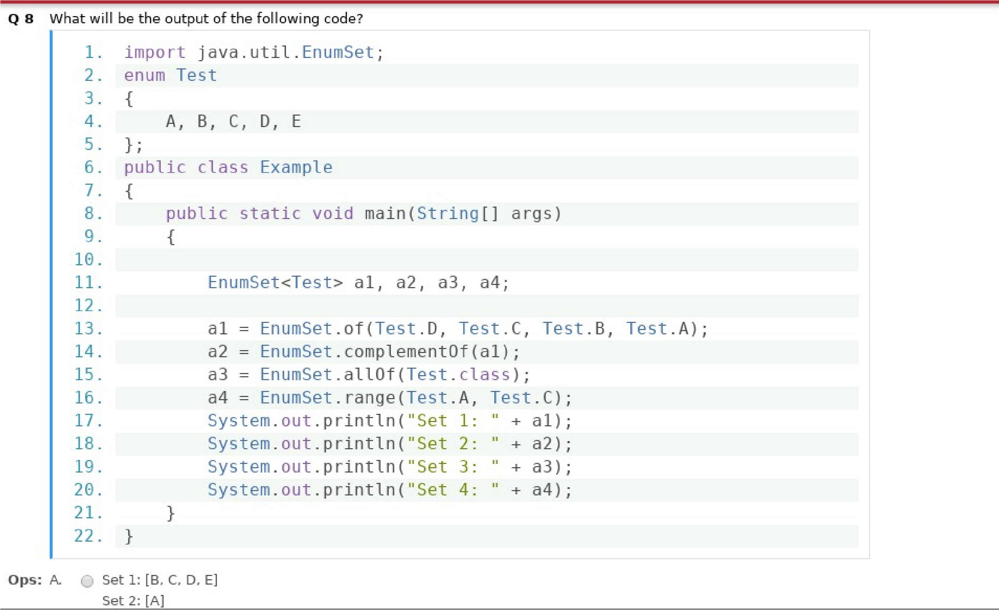 Q 8 What will be the output of the following code?
1. import java.util.EnumSet;
2. enum Test
3. {
4. A, B, C, D, E
5. };
6. public class Example
7. {
8. public static void main(String[] args)
9. {
10.
11. EnumSet<Test> a1, a2, a3, a4;
12.
13. a1 = EnumSet.of(Test.D, Test.C, Test.B, Test.A);
14. a2 = EnumSet.complementOf(a1);
15. a3 = EnumSet.allOf(Test.class);
16. a4 = EnumSet.range(Test.A, Test.C);
17. System.out.println("Set 1: " + a1);
18. System.out.println("Set 2: " + a2);
19. System.out.println("Set 3: " + a3);
20. System.out.println("Set 4: " + a4);
21. }
22. }
Ops: A. Set 1: [B, C, D, E]
Set 2: [A]